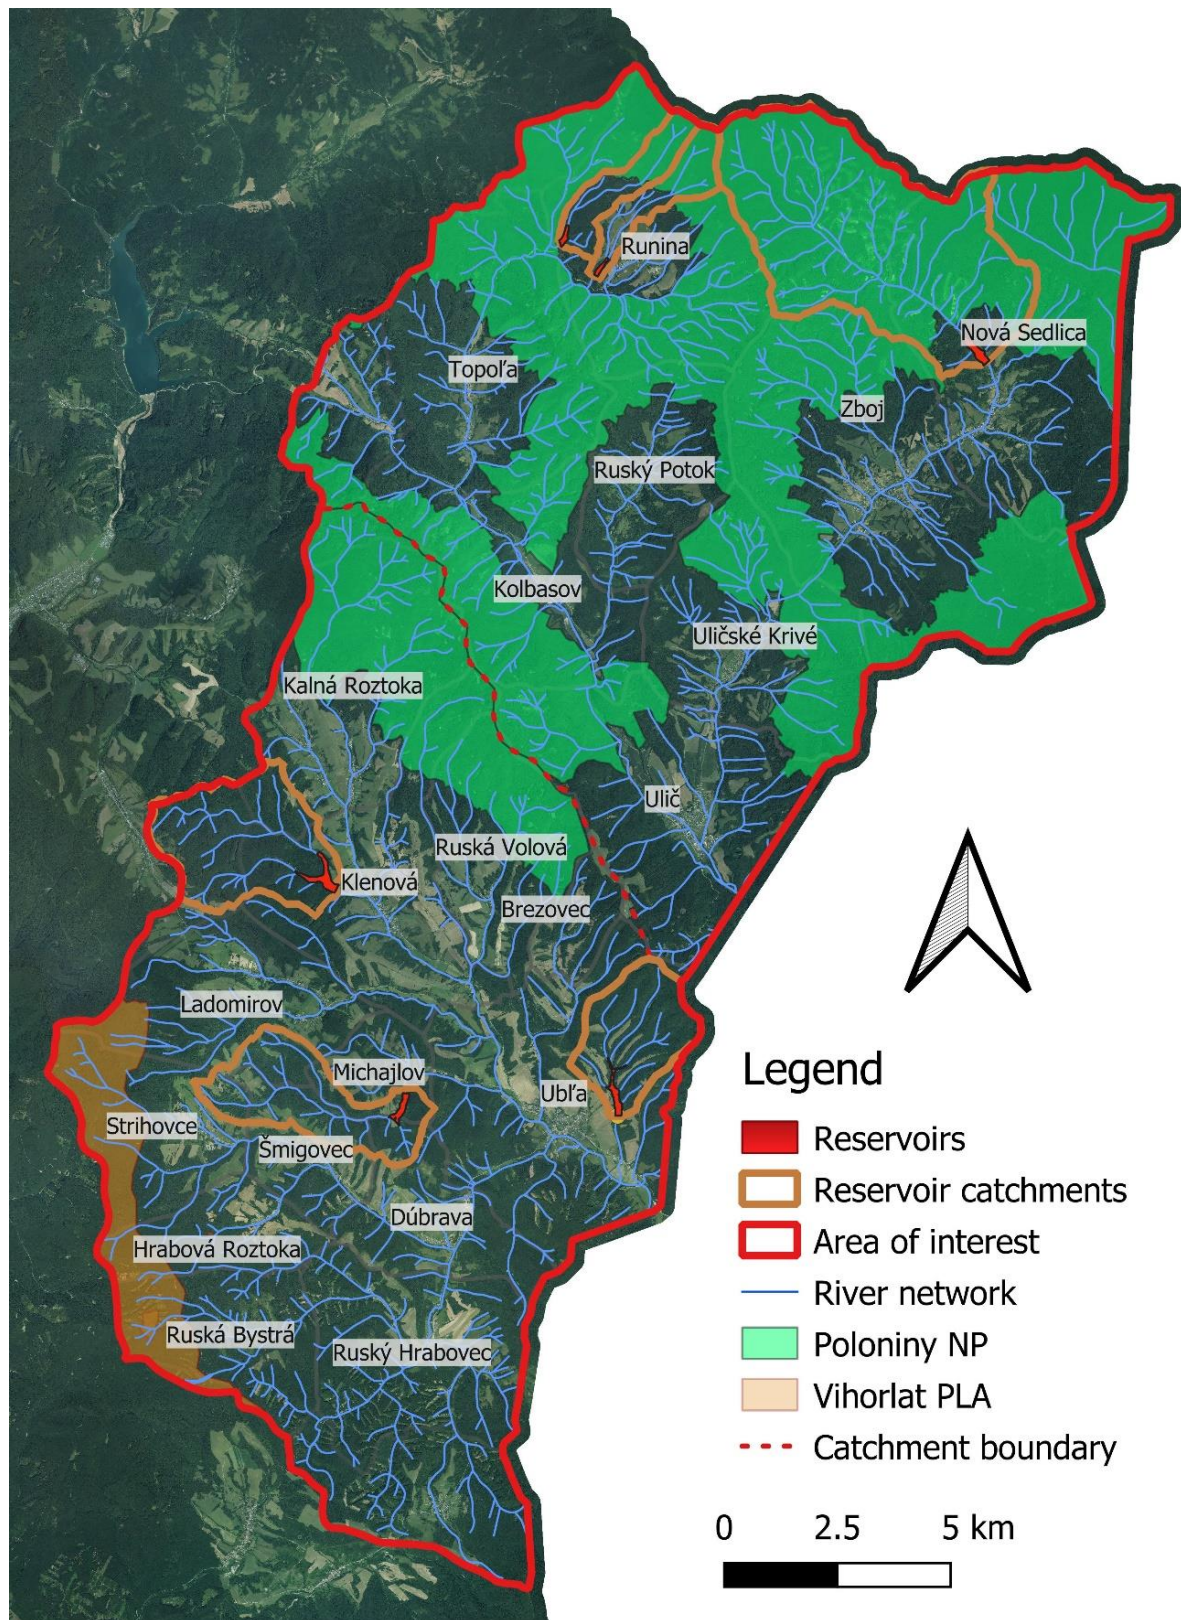 Runina
Nová Sedlica
Topoľa
Zboj
Ruský Potok
Kolbasov
Uličské Krivé
Kalná Roztoka
Ulič
Ruská Volová
Klenová
Brezovec
Ladomirov
Michajlov
Ubľa
Strihovce
Šmigovec
Dúbrava
Hrabová Roztoka
Ruská Bystrá
Ruský Hrabovec
Legend
Reservoirs
Reservoir catchments
Area of interest
River network
Poloniny NP
Vihorlat PLA
Catchment boundary
0 2.5 5 km